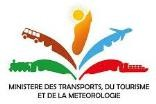 MINISTERE DES TRANSPORTS, DU TOURISME
ET DE LA METEOROLOGIE